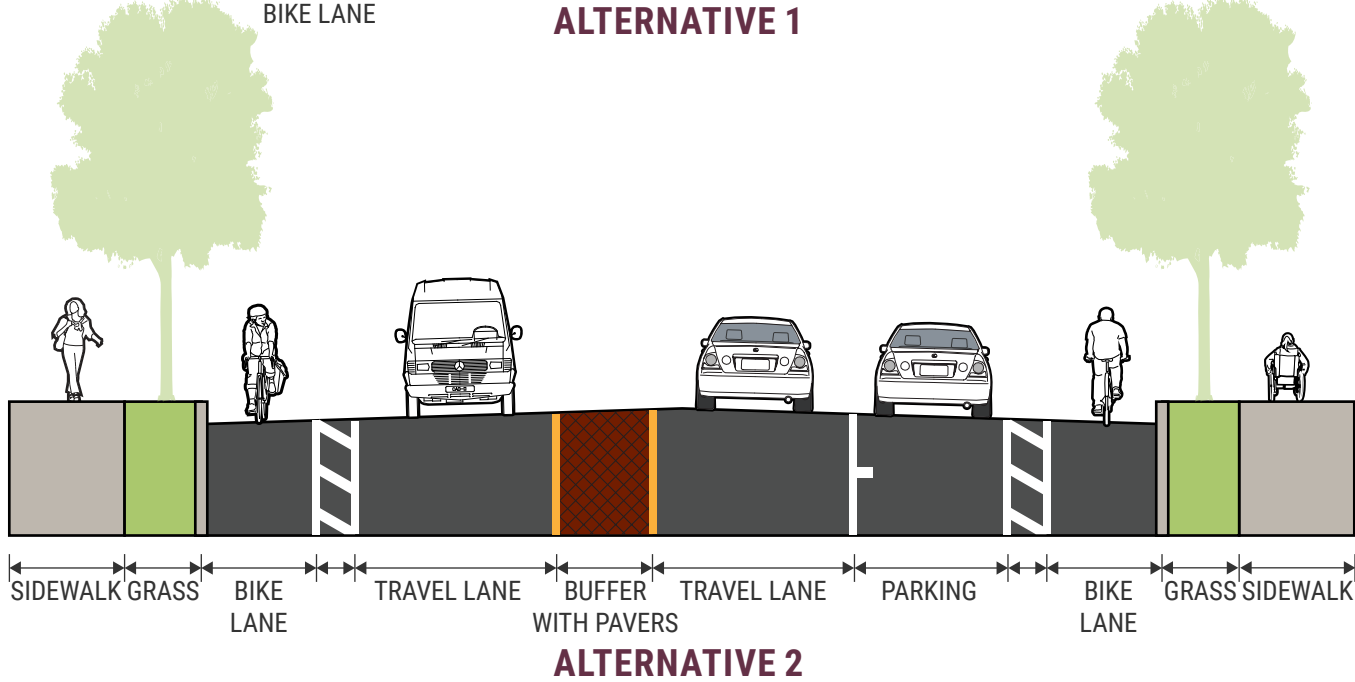 BIKE LANE
ALTERNATIVE 1
SIDEWALK GRASS BIKE LANE TRAVEL LANE BUFFER WITH PAVERS TRAVEL LANE PARKING BIKE LANE GRASS SIDEWALK
ALTERNATIVE 2